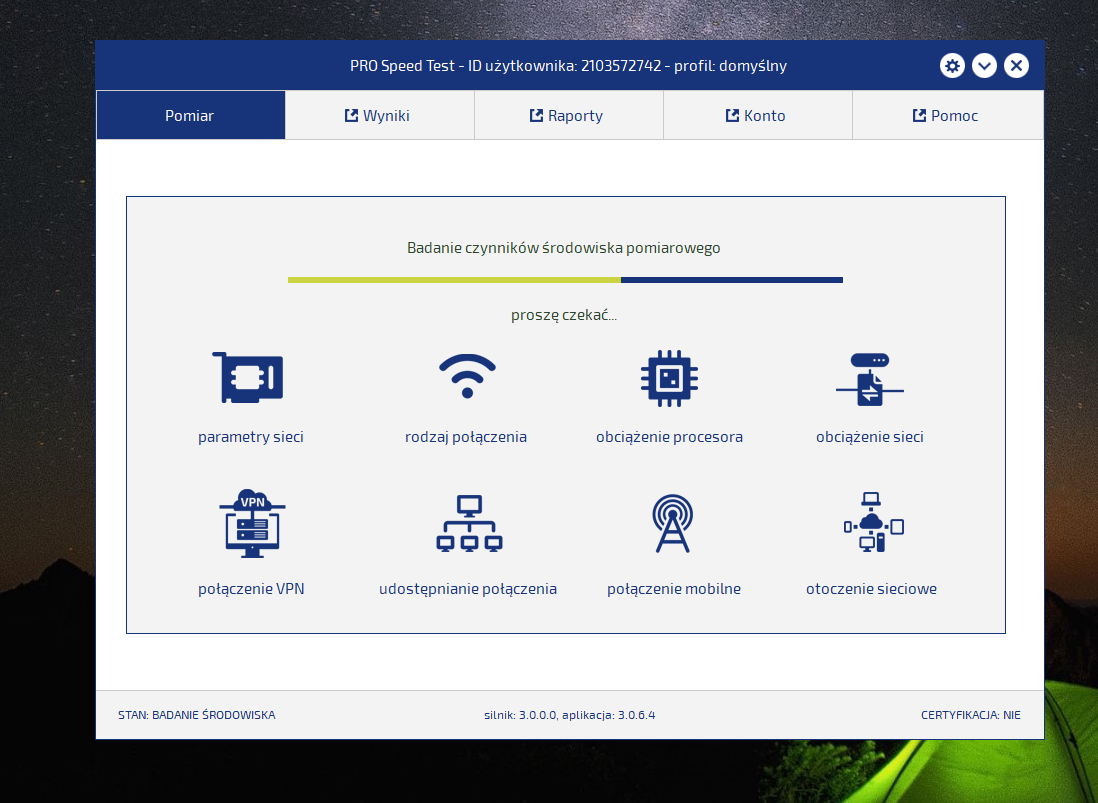 PRO Speed Test - ID użytkownika: 2103572742 - profil: domyślny
Pomiar
Wyniki
Raporty
Konto
Pomoc
Badanie czynników środowiska pomiarowego
proszę czekać...
parametry sieci
rodzaj połączenia
obciążenie procesora
obciążenie sieci
VPN
połączenie VPN
udostępnianie połączenia
połączenie mobilne
otoczenie sieciowe
STAN: BADANIE ŚRODOWISKA
silnik: 3.0.0.0, aplikacja: 3.0.6.4
CERTYFIKACJA: NIE